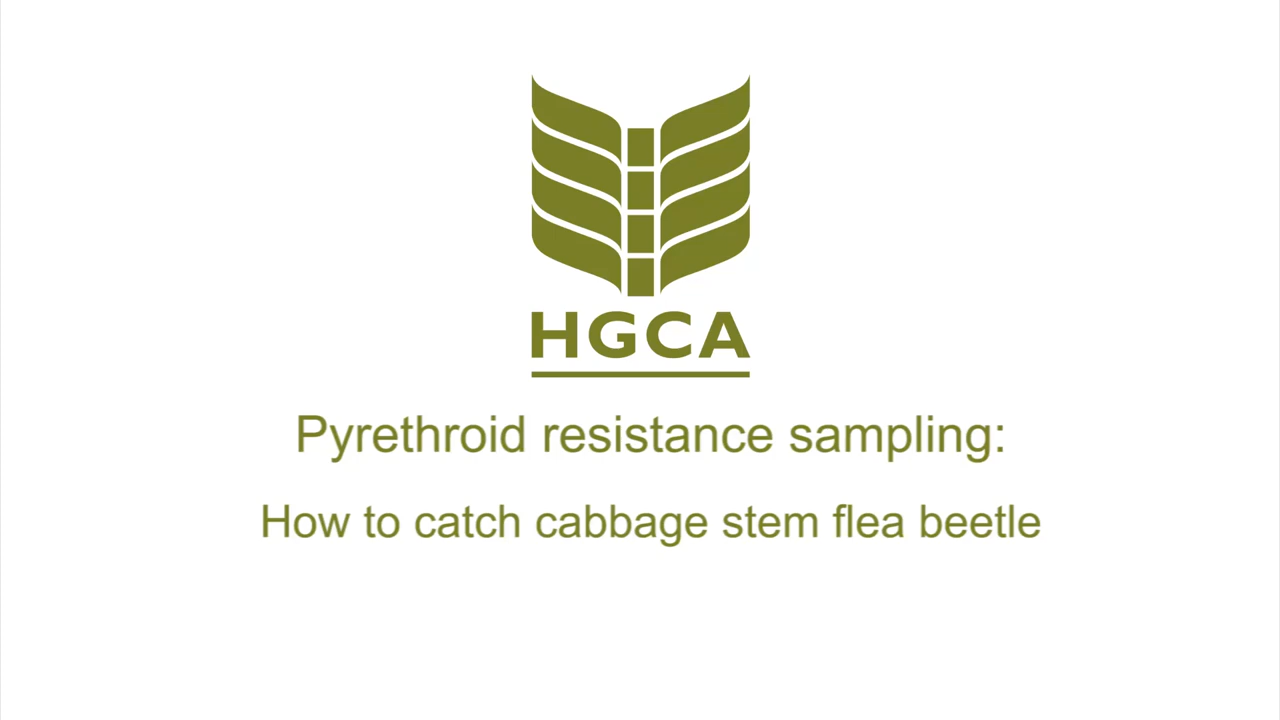 HGCA
Pyrethroid resistance sampling:
How to catch cabbage stem flea beetle